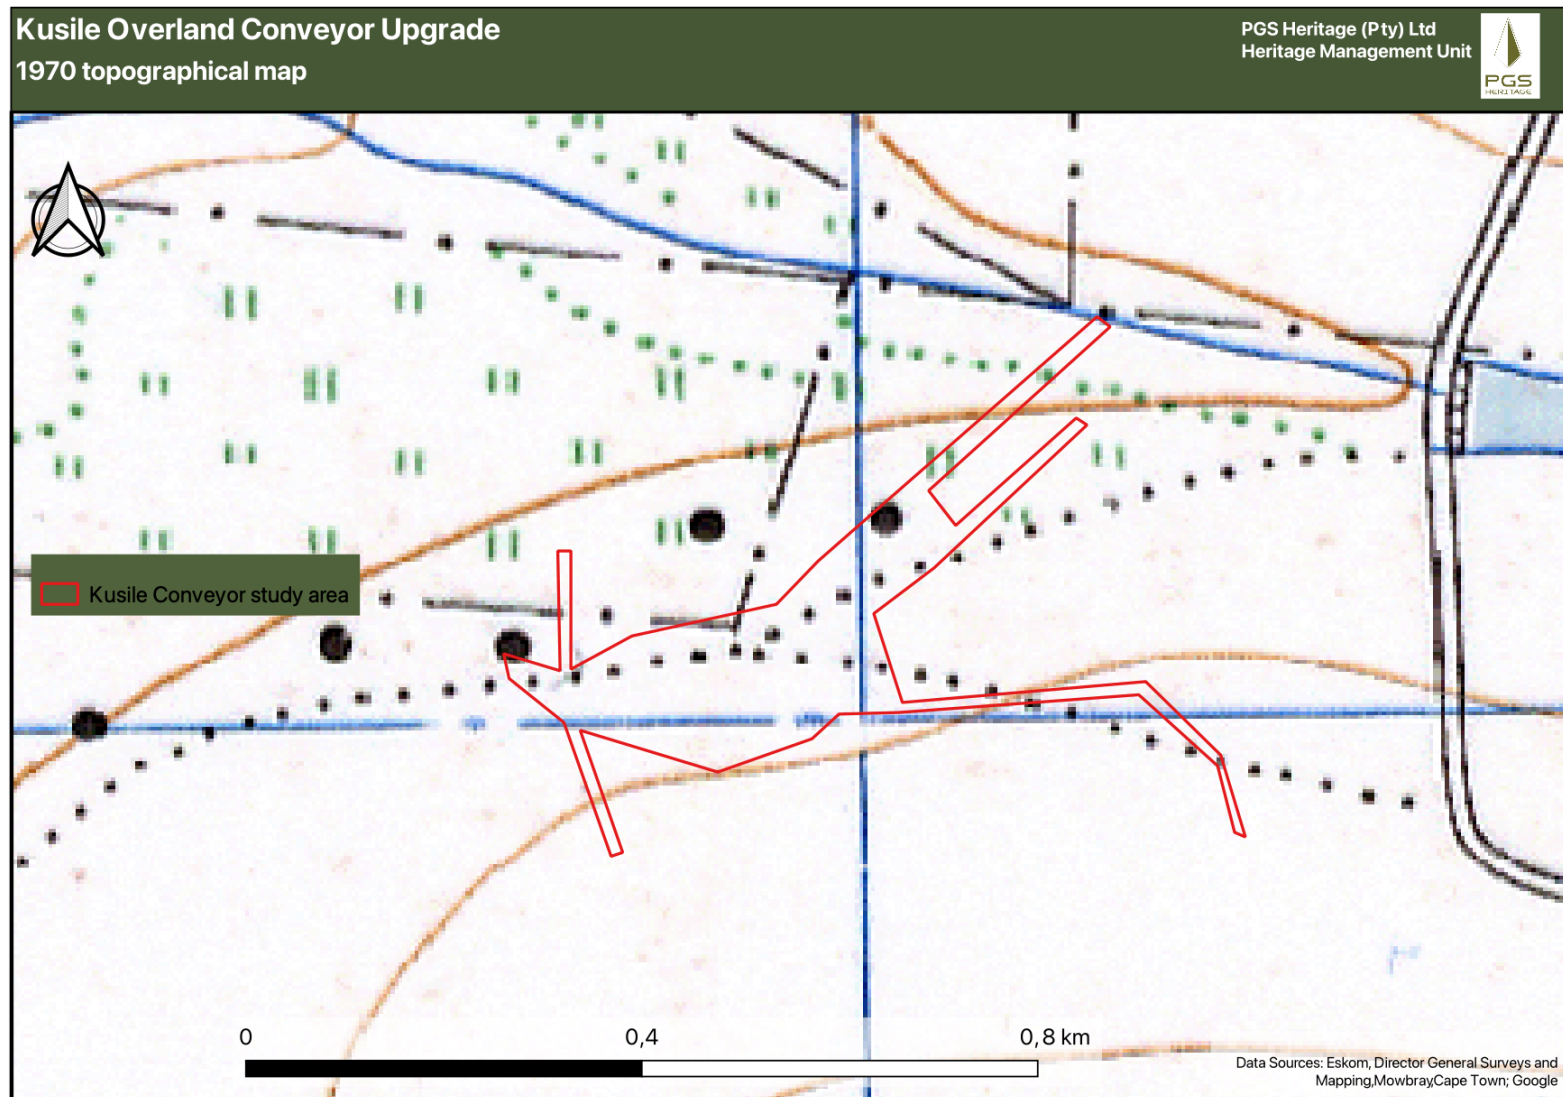 Kusile Overland Conveyor Upgrade
1970 topographical map
PGS Heritage (Pty) Ltd
Heritage Management Unit
PGS
HERITAGE
Kusile Conveyor study area
0 0,4 0,8 km
Data Sources: Eskom, Director General Surveys and
Mapping,Mowbray,Cape Town; Google